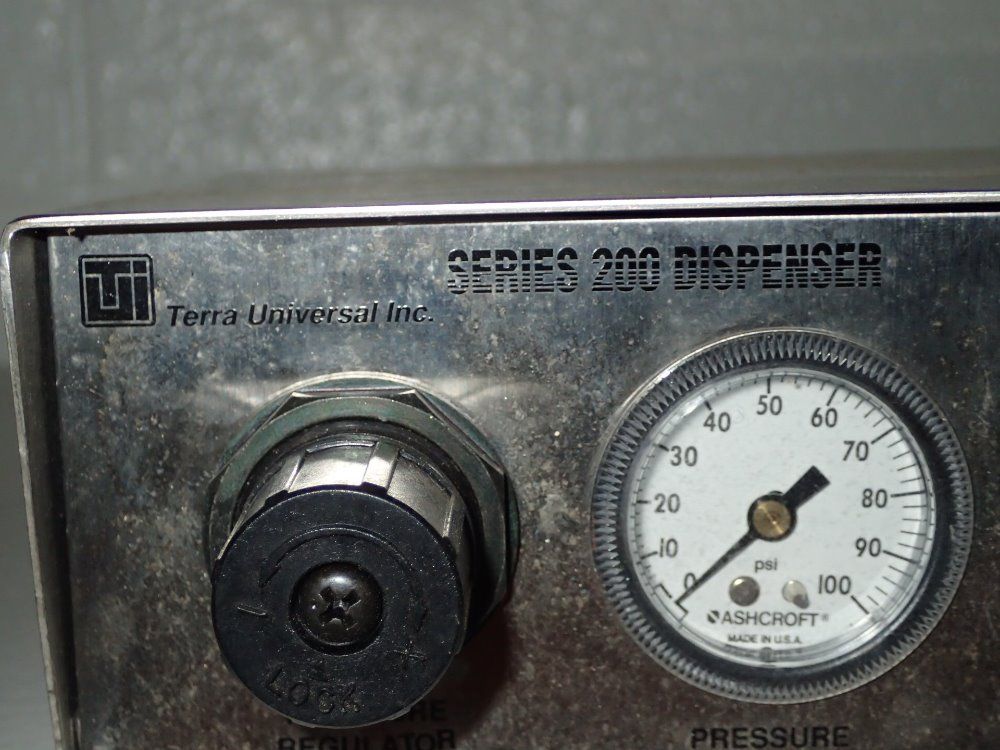 TUi
Terra Universal Inc.
SERIES 200 DISPENSER
0
10
20
30
40
50
60
70
80
90
100
psi
ASHCROFT®
MADE IN U.S.A.
LOCK
REGULATOR
PRESSURE